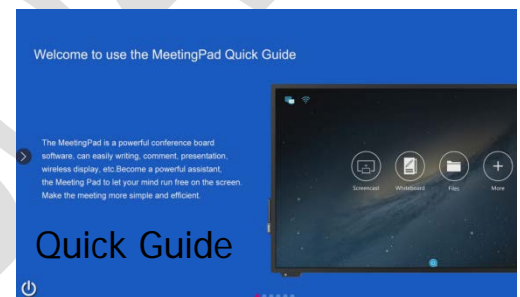 Welcome to use the MeetingPad Quick Guide
The MeetingPad is a powerful conference board
software, can easily writing, comment, presentation,
wireless display, etc.Become a powerful assistant,
the Meeting Pad to let your mind run free on the screen.
Make the meeting more simple and efficient.
Quick Guide
Screencast
Whiteboard
Files
More